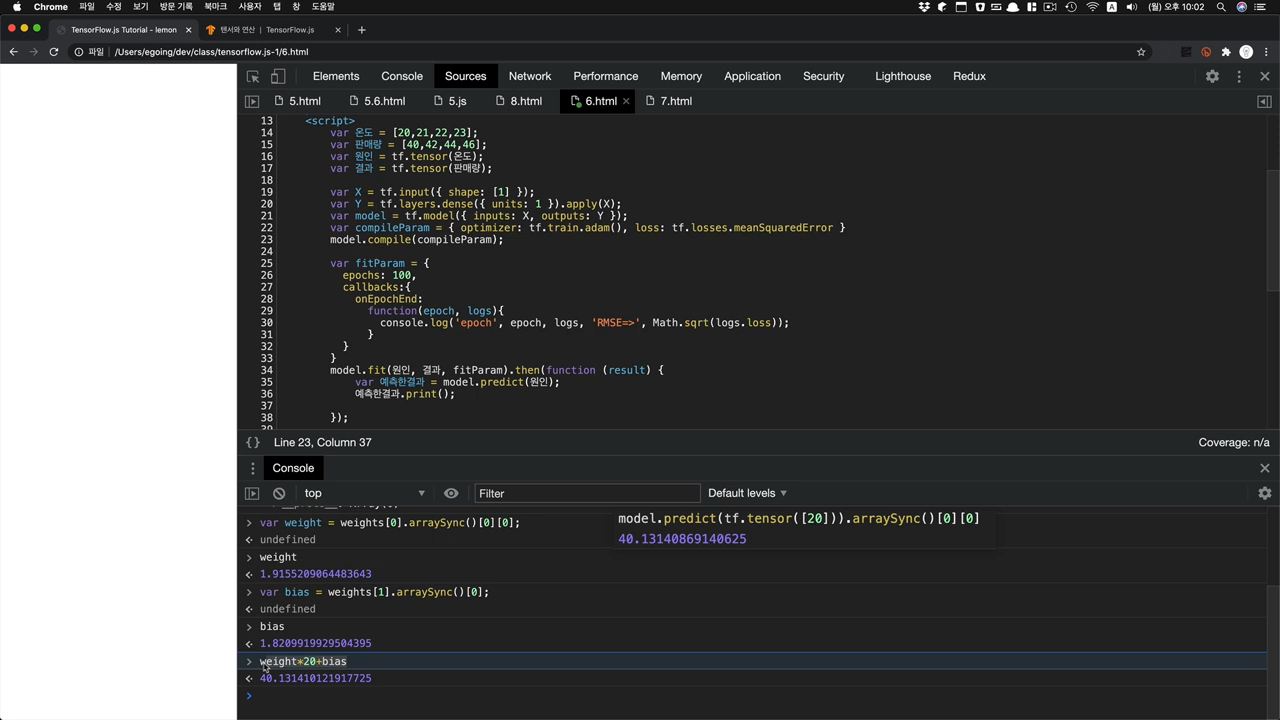 Chrome 파일 수정 보기 방문 기록 북마크 사용자 탭 창 도움말 (월) 오후 10:02
TensorFlow.js Tutorial - lemon
텐서와 연산 | TensorFlow.js
파일 /Users/egoing/dev/class/tensorflow.js-1/6.html
Elements Console Sources Network Performance Memory Application Security Lighthouse Redux
5.html 5.6.html 5.js 8.html 6.html 7.html
13 <script>
14 var 온도 = [20,21,22,23];
15 var 판매량 = [40,42,44,46];
16 var 원인 = tf.tensor(온도);
17 var 결과 = tf.tensor(판매량);
18
19 var X = tf.input({ shape: [1] });
20 var Y = tf.layers.dense({ units: 1 }).apply(X);
21 var model = tf.model({ inputs: X, outputs: Y });
22 var compileParam = { optimizer: tf.train.adam(), loss: tf.losses.meanSquaredError }
23 model.compile(compileParam);
24
25 var fitParam = {
26 epochs: 100,
27 callbacks:{
28 onEpochEnd:
29 function(epoch, logs){
30 console.log('epoch', epoch, logs, 'RMSE=>', Math.sqrt(logs.loss));
31 }
32 }
33 }
34 model.fit(원인, 결과, fitParam).then(function (result) {
35 var 예측한결과 = model.predict(원인);
36 예측한결과.print();
37
38 });
{} Line 23, Column 37 Coverage: n/a
Console
top Filter Default levels
model.predict(tf.tensor([20])).arraySync()[0][0]
40.13140869140625
var weight = weights[0].arraySync()[0][0];
undefined
weight
1.9155209064483643
var bias = weights[1].arraySync()[0];
undefined
bias
1.8209919929504395
weight*20+bias
40.131410121917725